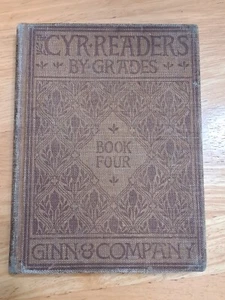 CYR·READERS
BY·GRADES
BOOK
FOUR
GINN & COMPANY